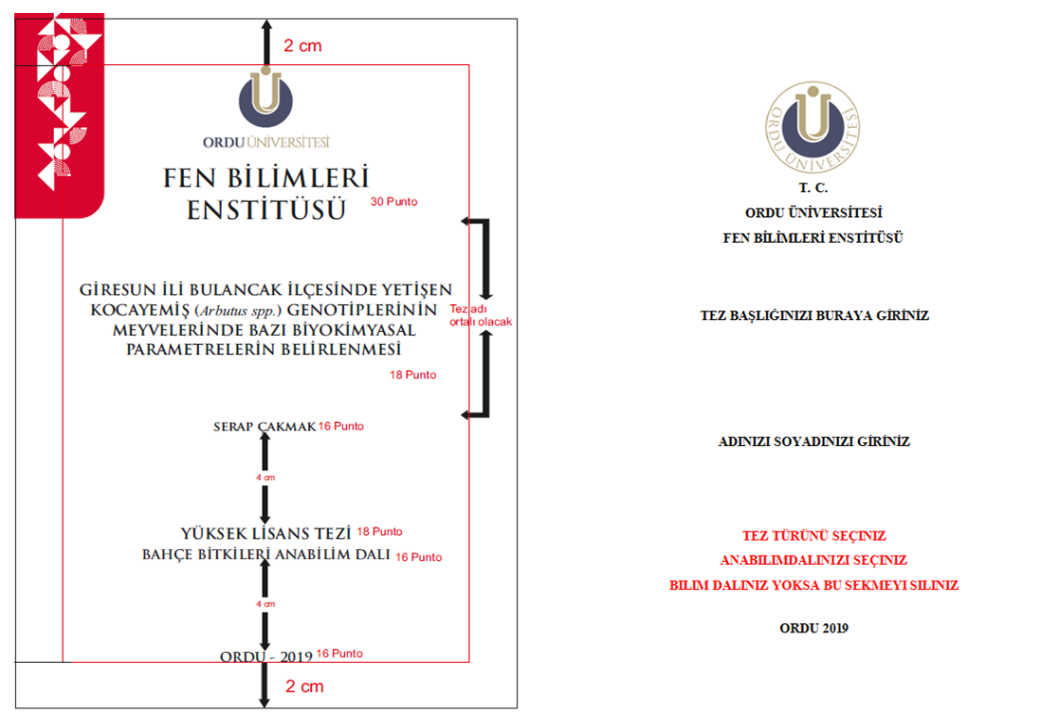 2 cm
ORDU ÜNİVERSİTESİ
FEN BİLİMLERİ
ENSTİTÜSÜ
30 Punto
GİRESUN İLİ BULANCAK İLÇESİNDE YETİŞEN
KOCAYEMİŞ (Arbutus spp.) GENOTİPLERİNİN
MEYVELERİNDE BAZI BİYOKİMYASAL
PARAMETRELERİN BELİRLENMESİ
Tez adı
ortalı olacak
18 Punto
SERAP ÇAKMAK 16 Punto
4 cm
YÜKSEK LİSANS TEZİ 18 Punto
BAHÇE BİTKİLERİ ANABİLİM DALI 16 Punto
4 cm
ORDU - 2019 16 Punto
2 cm
ORDU ÜNİVERSİTESİ
T. C.
ORDU ÜNİVERSİTESİ
FEN BİLİMLERİ ENSTİTÜSÜ
TEZ BAŞLIĞINIZI BURAYA GİRİNİZ
ADINIZI SOYADINIZI GİRİNİZ
TEZ TÜRÜNÜ SEÇINIZ
ANABILIMDALINIZI SEÇINIZ
BILIM DALINIZ YOKSA BU SEKMEYI SILINIZ
ORDU 2019